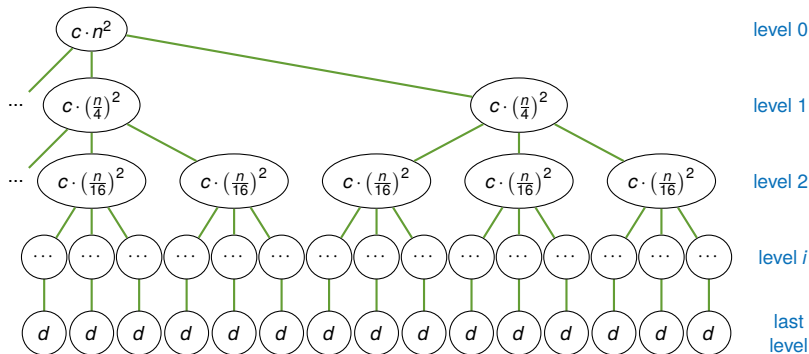 c · n² level 0
... c · (n/4)² c · (n/4)² level 1
... c · (n/16)² c · (n/16)² c · (n/16)² c · (n/16)² c · (n/16)² level 2
... ... ... ... ... ... ... ... ... ... ... ... ... ... ... level i
d d d d d d d d d d d d d d d last
level